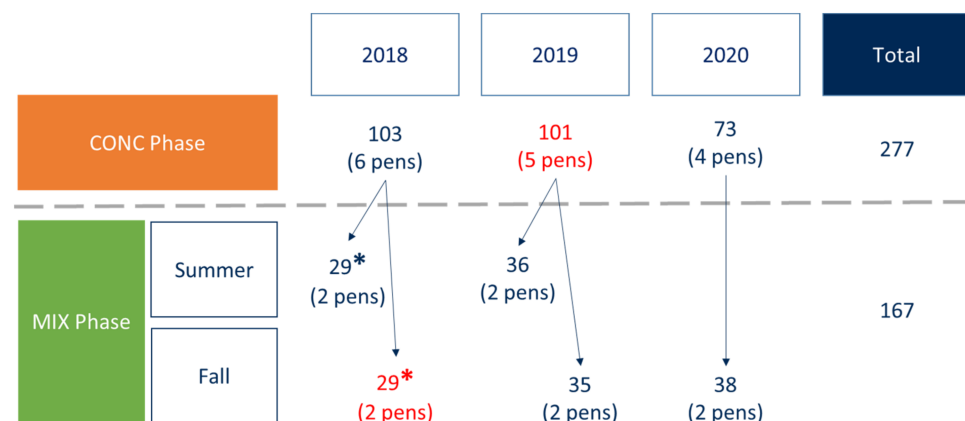 2018
2019
2020
Total
CONC Phase
103
(6 pens)
101
(5 pens)
73
(4 pens)
277
MIX Phase
Summer
29*
(2 pens)
36
(2 pens)
167
Fall
29*
(2 pens)
35
(2 pens)
38
(2 pens)